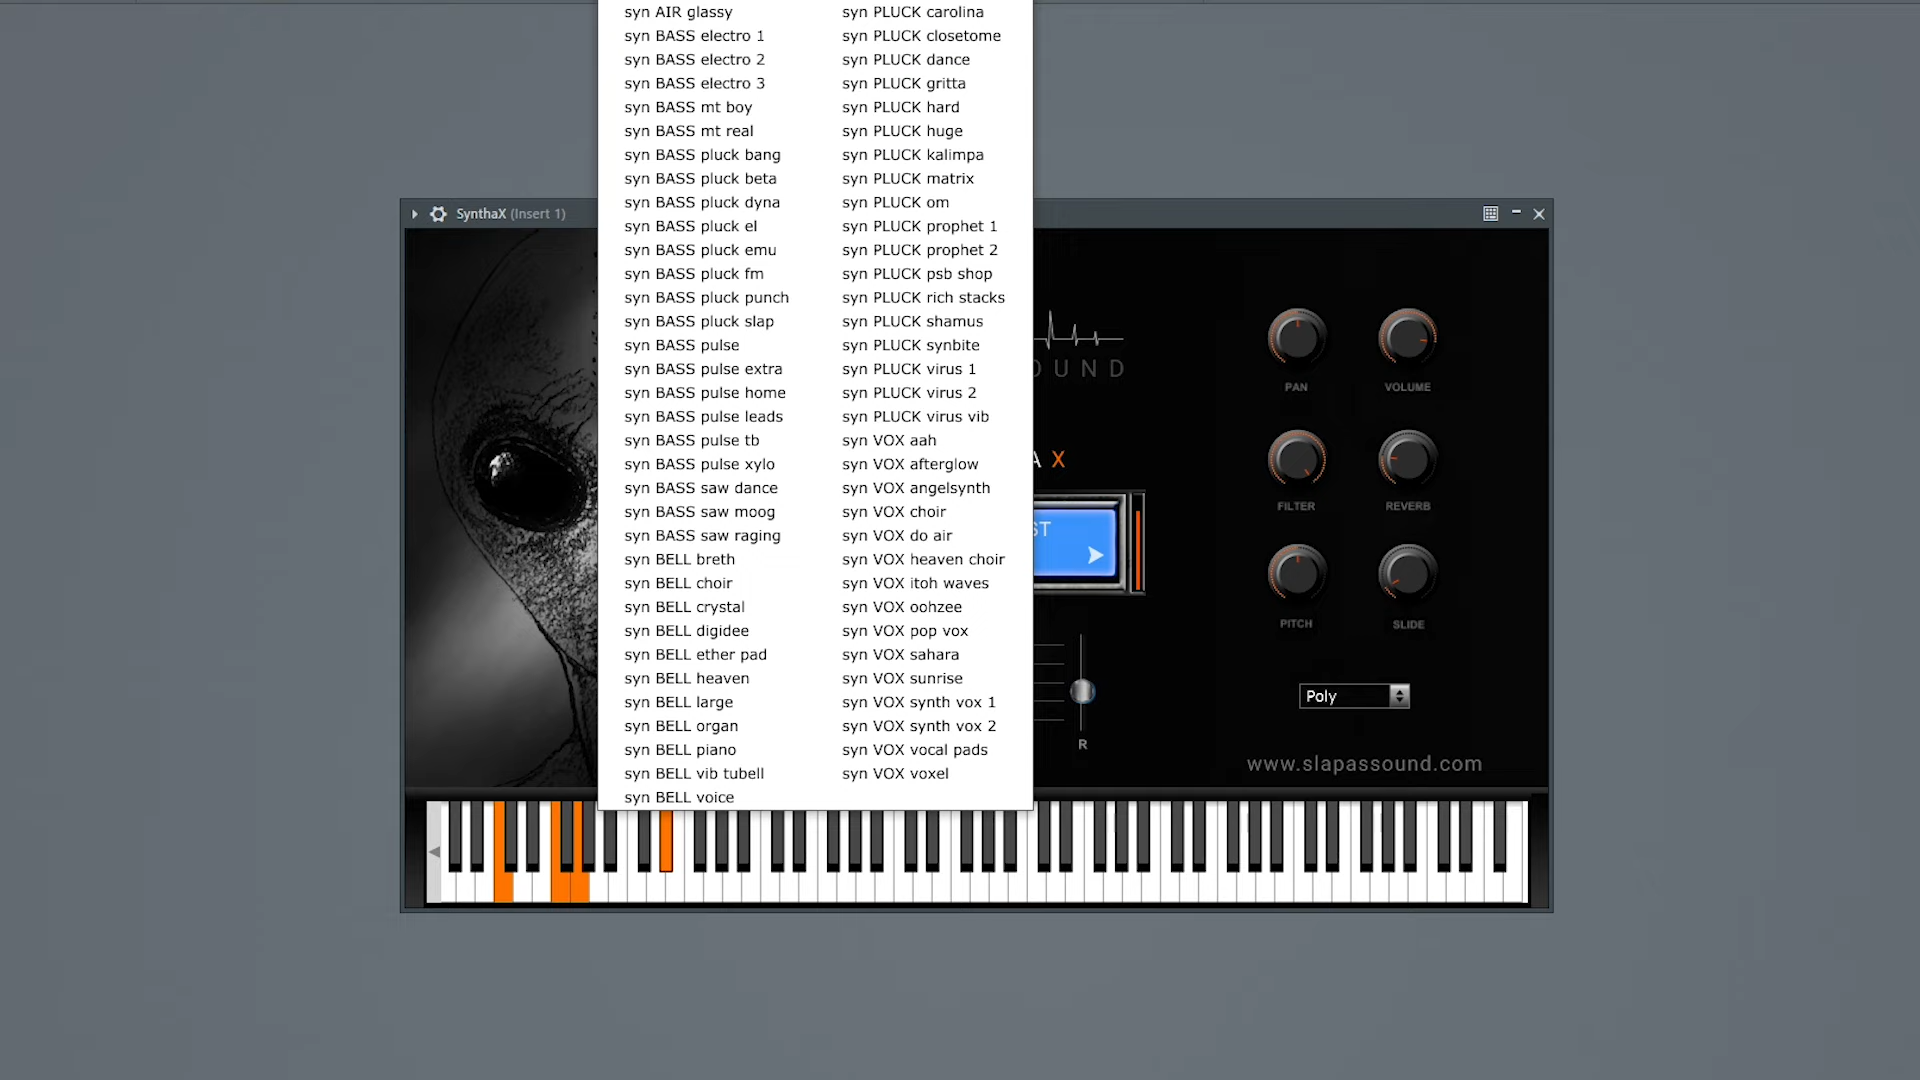 syn AIR glassy
syn BASS electro 1
syn BASS electro 2
syn BASS electro 3
syn BASS mt boy
syn BASS mt real
syn BASS pluck bang
syn BASS pluck beta
syn BASS pluck dyna
syn BASS pluck el
syn BASS pluck emu
syn BASS pluck fm
syn BASS pluck punch
syn BASS pluck slap
syn BASS pulse
syn BASS pulse extra
syn BASS pulse home
syn BASS pulse leads
syn BASS pulse tb
syn BASS pulse xylo
syn BASS saw dance
syn BASS saw moog
syn BASS saw raging
syn BELL breth
syn BELL choir
syn BELL crystal
syn BELL digidee
syn BELL ether pad
syn BELL heaven
syn BELL large
syn BELL organ
syn BELL piano
syn BELL vib tubell
syn BELL voice
syn PLUCK carolina
syn PLUCK closetome
syn PLUCK dance
syn PLUCK gritta
syn PLUCK hard
syn PLUCK huge
syn PLUCK kalimpa
syn PLUCK matrix
syn PLUCK om
syn PLUCK prophet 1
syn PLUCK prophet 2
syn PLUCK psb shop
syn PLUCK rich stacks
syn PLUCK shamus
syn PLUCK synbite
syn PLUCK virus 1
syn PLUCK virus 2
syn PLUCK virus vib
syn VOX aah
syn VOX afterglow
syn VOX angelsynth
syn VOX choir
syn VOX do air
syn VOX heaven choir
syn VOX itoh waves
syn VOX oohzee
syn VOX pop vox
syn VOX sahara
syn VOX sunrise
syn VOX synth vox 1
syn VOX synth vox 2
syn VOX vocal pads
syn VOX voxel
SynthaX (Insert 1)
OUND
A X
ST
R
PAN VOLUME
FILTER REVERB
PITCH SLIDE
Poly
www.slapassound.com